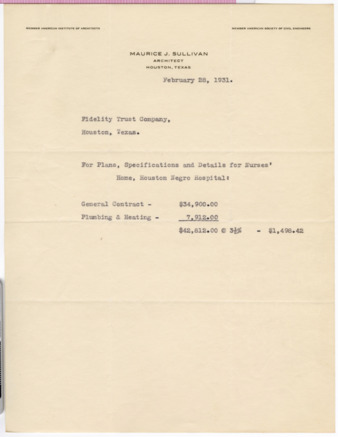 MEMBER AMERICAN INSTITUTE OF ARCHITECTS
MEMBER AMERICAN SOCIETY OF CIVIL ENGINEERS
MAURICE J. SULLIVAN
ARCHITECT
HOUSTON, TEXAS
February 28, 1931.
Fidelity Trust Company,
Houston, Texas.
For Plans, Specifications and Details for Nurses'
Home, Houston Negro Hospital:
General Contract - $34,900.00
Plumbing & Heating - 7,912.00
$42,812.00 @ 3½% - $1,498.42